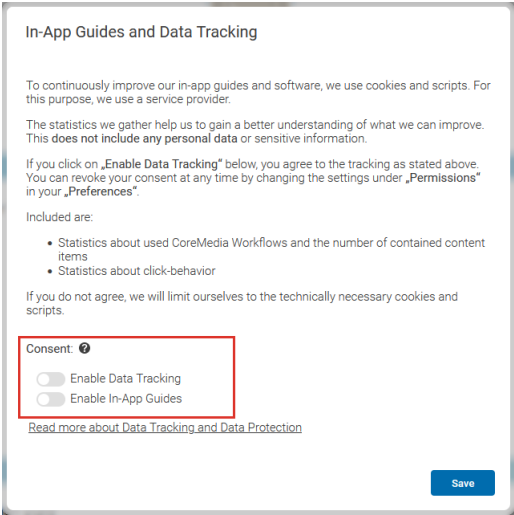 In-App Guides and Data Tracking
To continuously improve our in-app guides and software, we use cookies and scripts. For
this purpose, we use a service provider.
The statistics we gather help us to gain a better understanding of what we can improve.
This does not include any personal data or sensitive information.
If you click on „Enable Data Tracking“ below, you agree to the tracking as stated above.
You can revoke your consent at any time by changing the settings under „Permissions“
in your „Preferences“.
Included are:
• Statistics about used CoreMedia Workflows and the number of contained content
items
• Statistics about click-behavior
If you do not agree, we will limit ourselves to the technically necessary cookies and
scripts.
Consent: ?
Enable Data Tracking
Enable In-App Guides
Read more about Data Tracking and Data Protection
Save